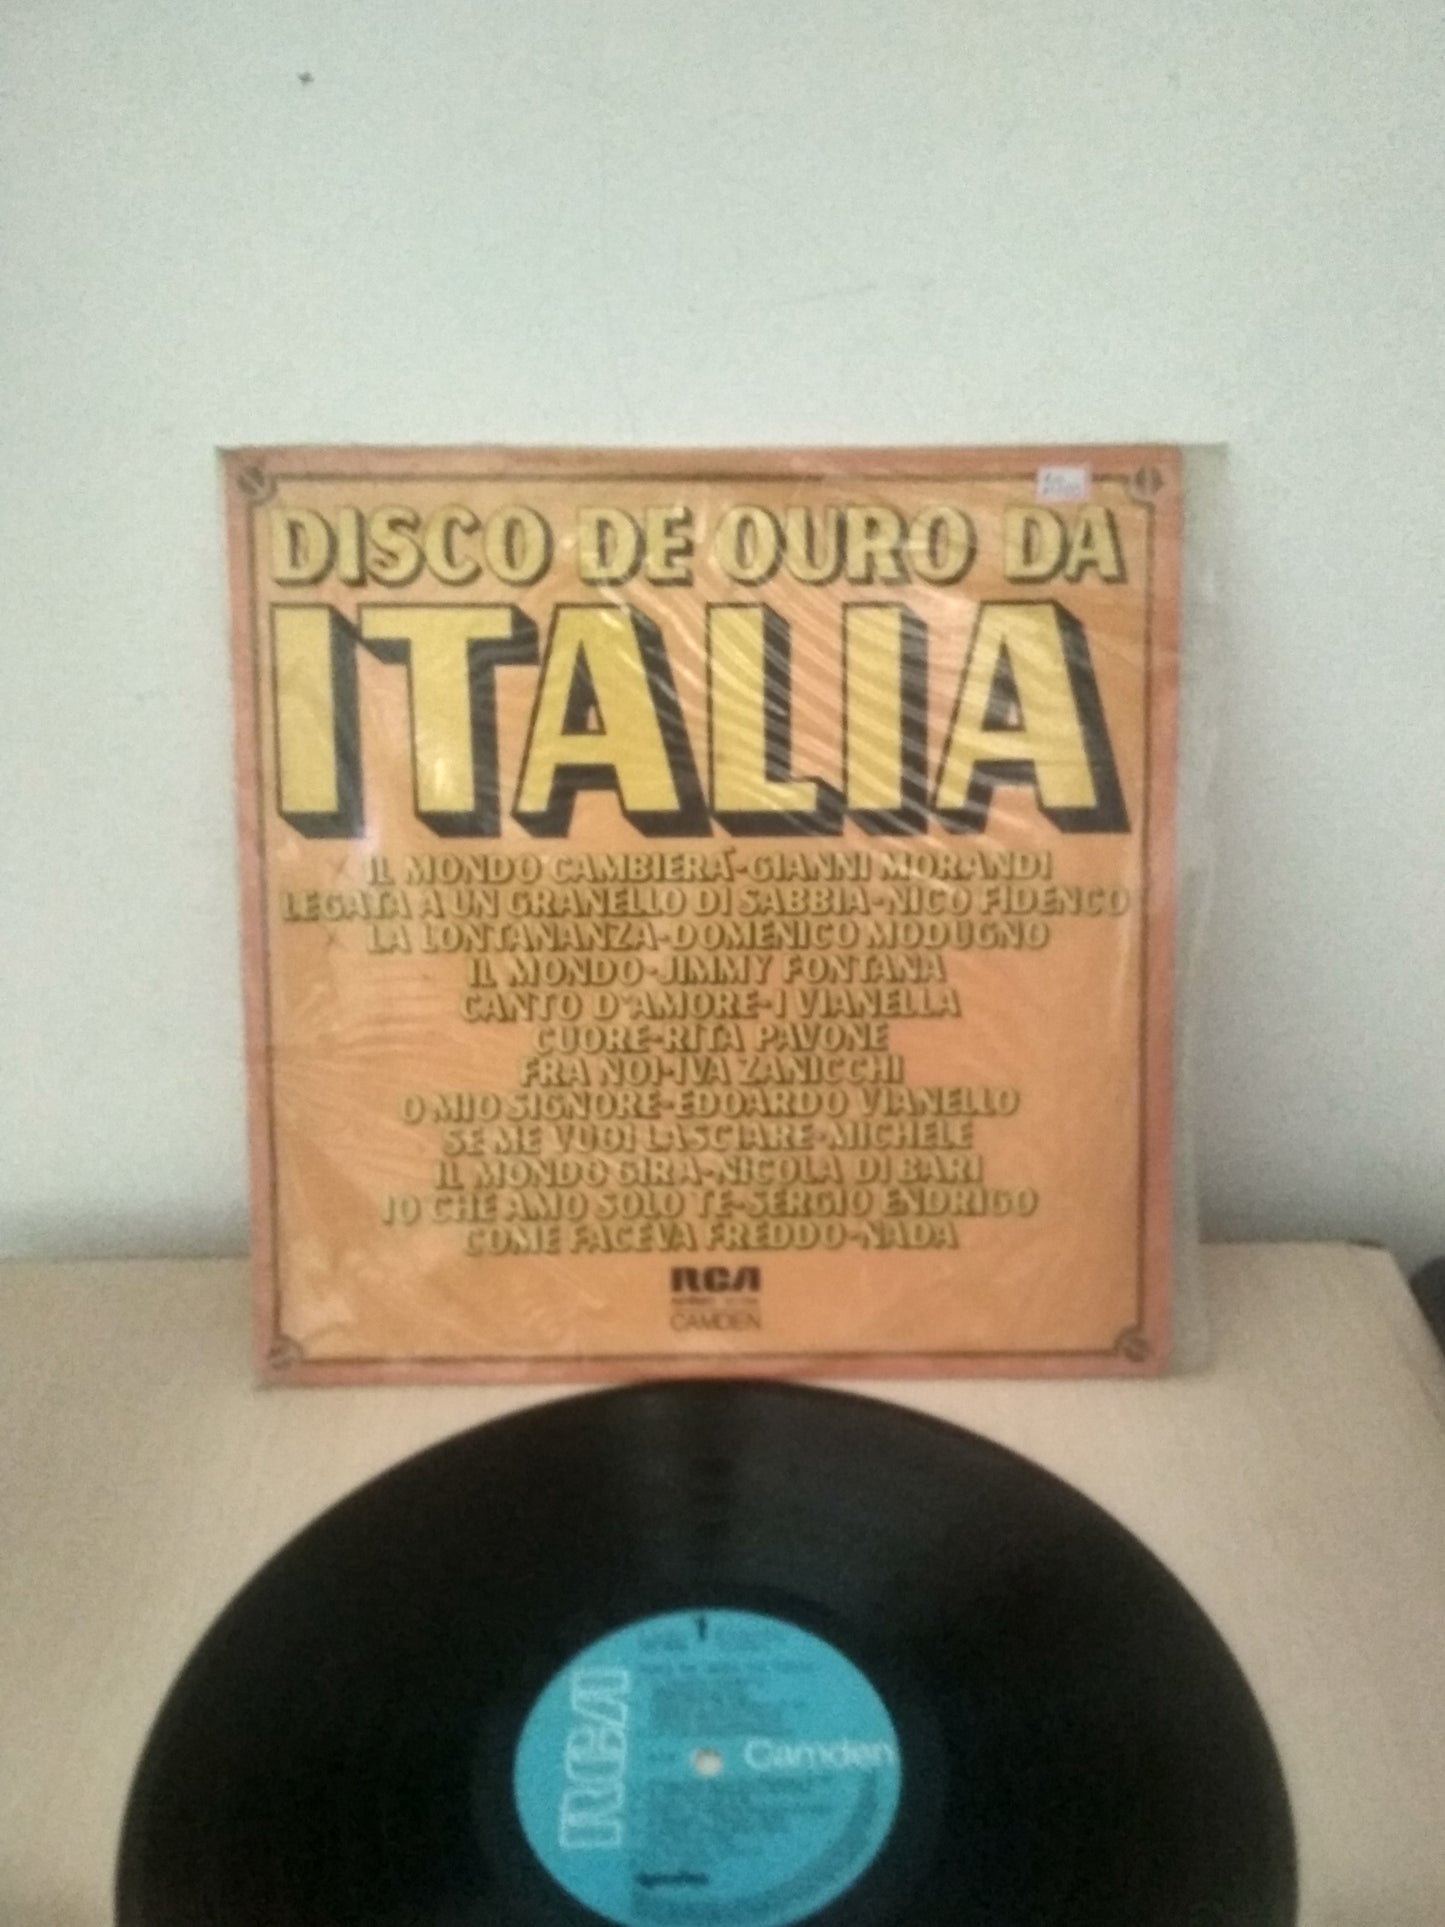 DISCO DE OURO DA
ITALIA
IL MONDO CAMBIERÁ-GIANNI MORANDI
LEGATA A UN GRANELLO DI SABBIA-NICO FIDENCO
LA LONTANANZA-DOMENICO MODUGNO
IL MONDO-JIMMY FONTANA
CANTO D'AMORE-I VIANELLA
CUORE-RITA PAVONE
FRA NOI-IVA ZANICCHI
O MIO SIGNORE-EDOARDO VIANELLO
SE ME VUOI LASCIARE-MICHELE
IL MONDO GIRA-NICOLA DI BARI
IO CHE AMO SOLO TE-SERGIO ENDRIGO
COME FACEVA FREDDO-NADA
RCA
CAMDEN
1
RCA
Camden